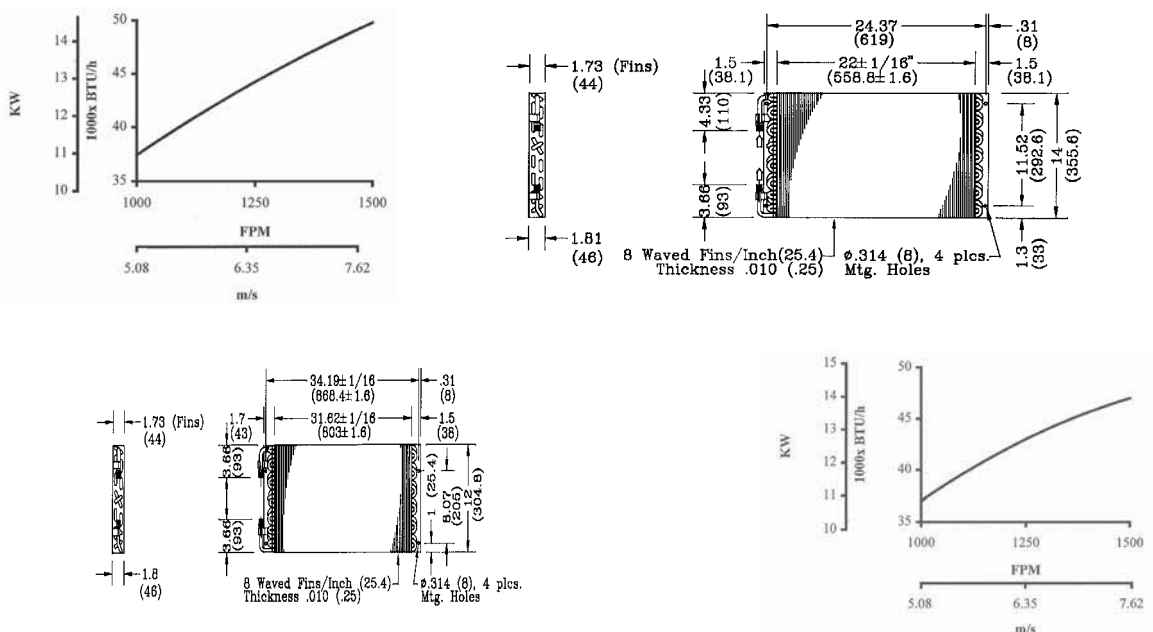 KW
14
13
12
11
10
1000x BTU/h
50
45
40
35
1000 1250 1500
FPM
5.08 6.35 7.62
m/s
24.37
(619)
.31
(8)
1.5
(38.1)
22±1/16"
(558.8±1.6)
1.5
(38.1)
1.73 (Fins)
(44)
4.33
(110)
3.66
(93)
11.52
(292.6)
14
(355.6)
1.3
(33)
1.81
(46)
8 Waved Fins/Inch(25.4)
Thickness .010 (.25)
ø.314 (8), 4 plcs.
Mtg. Holes
34.19±1/16
(868.4±1.6)
.31
(8)
1.7
(43)
31.62±1/16
(803±1.6)
1.5
(38)
1.73 (Fins)
(44)
3.66
(93)
3.66
(93)
1 (25.4)
8.07
(205)
12
(304.8)
1.8
(46)
8 Waved Fins/Inch (25.4)
Thickness .010 (.25)
ø.314 (8), 4 plcs.
Mtg. Holes
KW
15
14
13
12
11
10
1000x BTU/h
50
45
40
35
1000 1250 1500
FPM
5.08 6.35 7.62
m/s